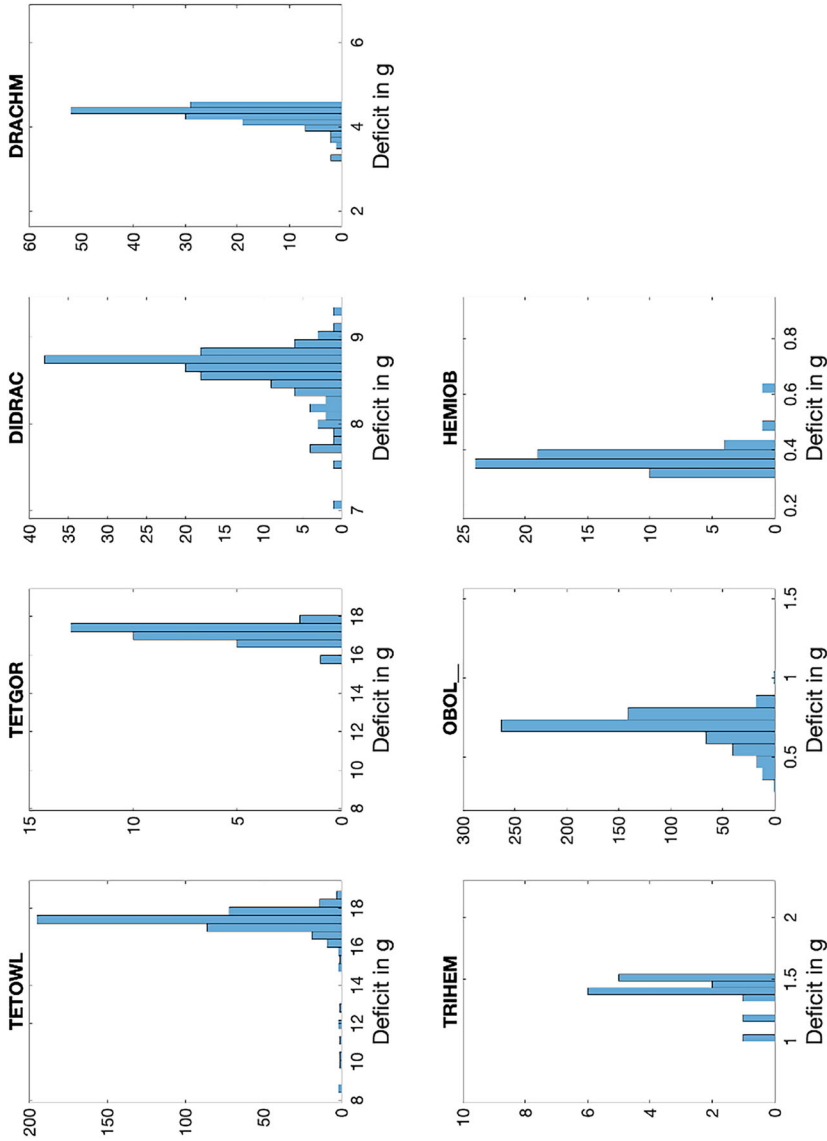 TETOWL
200
150
100
50
0
8 10 12 14 16 18
Deficit in g
TETGOR
15
10
5
0
8 10 12 14 16 18
Deficit in g
DIDRAC
40
35
30
25
20
15
10
5
0
7 8 9
Deficit in g
DRACHM
60
50
40
30
20
10
0
2 4 6
Deficit in g
TRIHEM
10
8
6
4
2
0
1 1.5 2
Deficit in g
OBOL__
300
250
200
150
100
50
0
0.5 1 1.5
Deficit in g
HEMIOB
25
20
15
10
5
0
0.2 0.4 0.6 0.8
Deficit in g